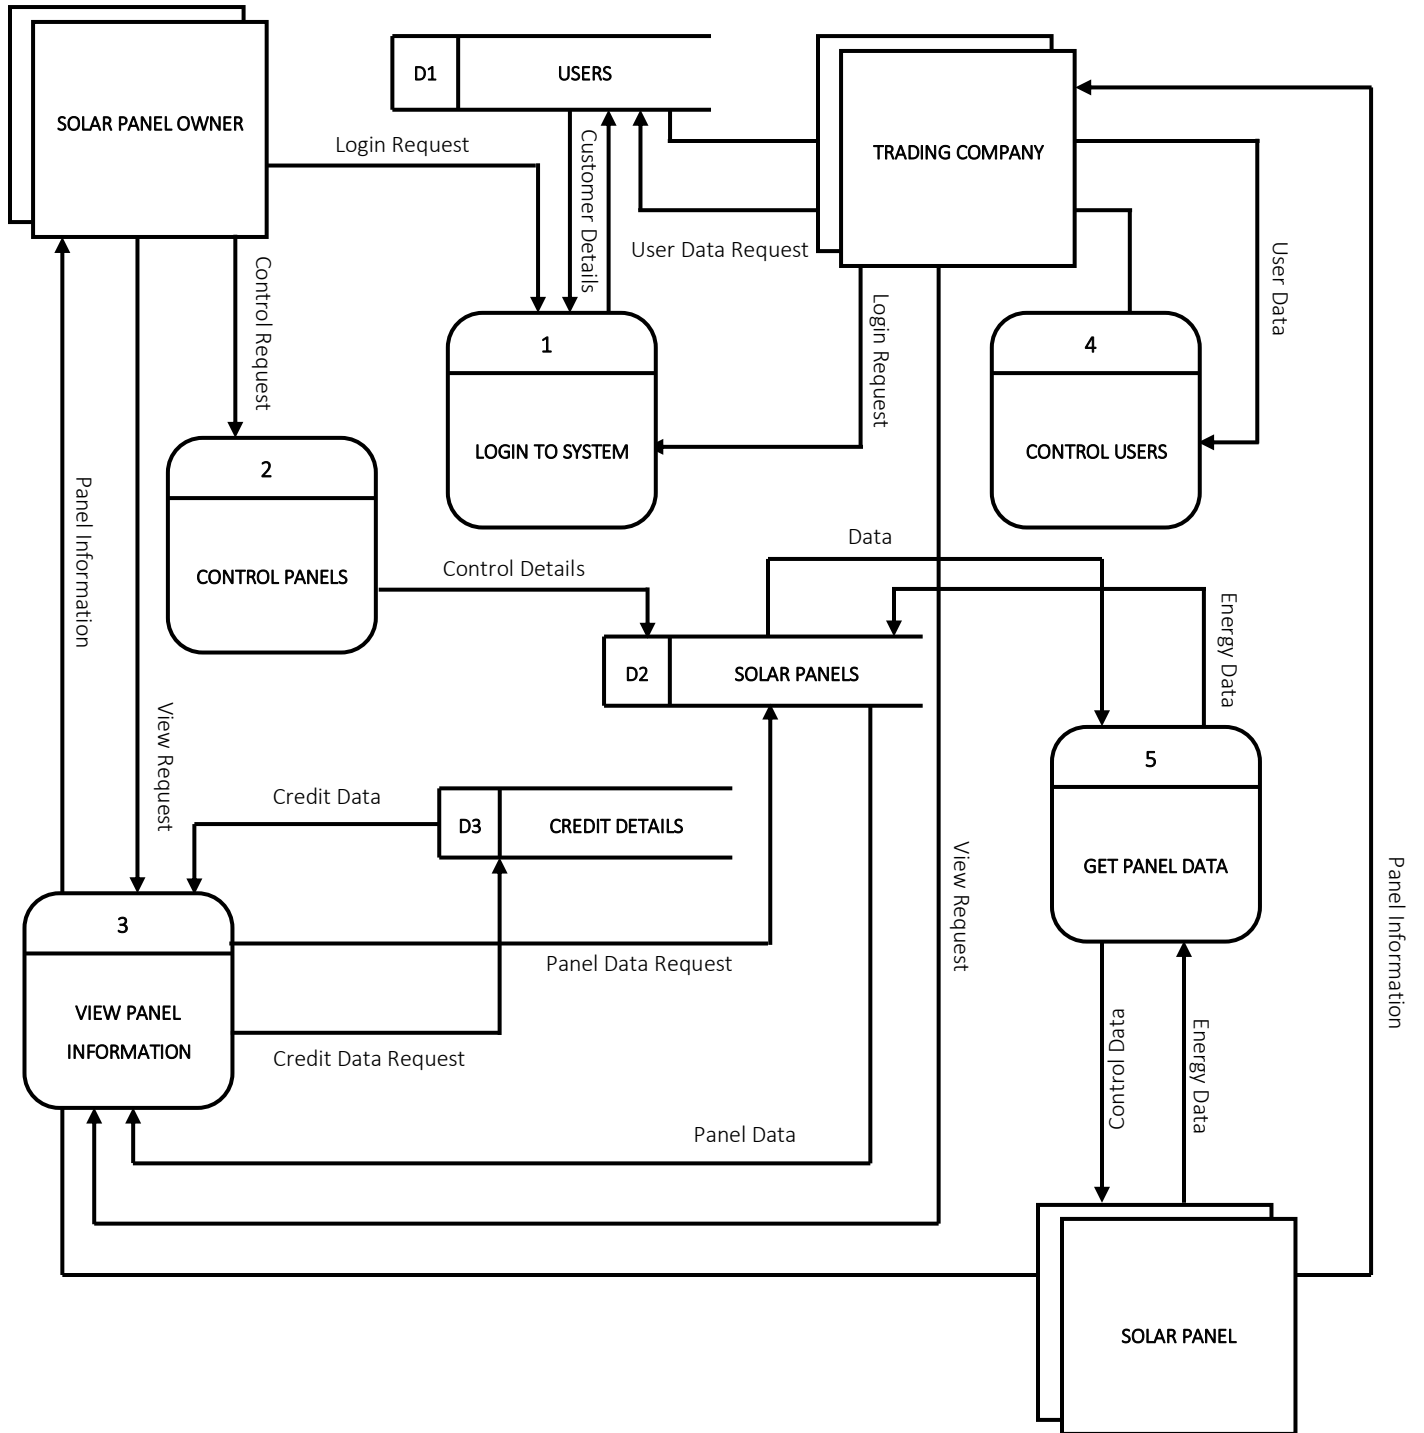 D1
USERS
SOLAR PANEL OWNER
Login Request
Customer Details
TRADING COMPANY
User Data Request
User Data
Control Request
Login Request
1
LOGIN TO SYSTEM
4
CONTROL USERS
2
CONTROL PANELS
Panel Information
Data
Control Details
Energy Data
D2
SOLAR PANELS
View Request
5
GET PANEL DATA
Credit Data
D3
CREDIT DETAILS
View Request
Panel Information
3
VIEW PANEL
INFORMATION
Panel Data Request
Credit Data Request
Control Data
Energy Data
Panel Data
SOLAR PANEL